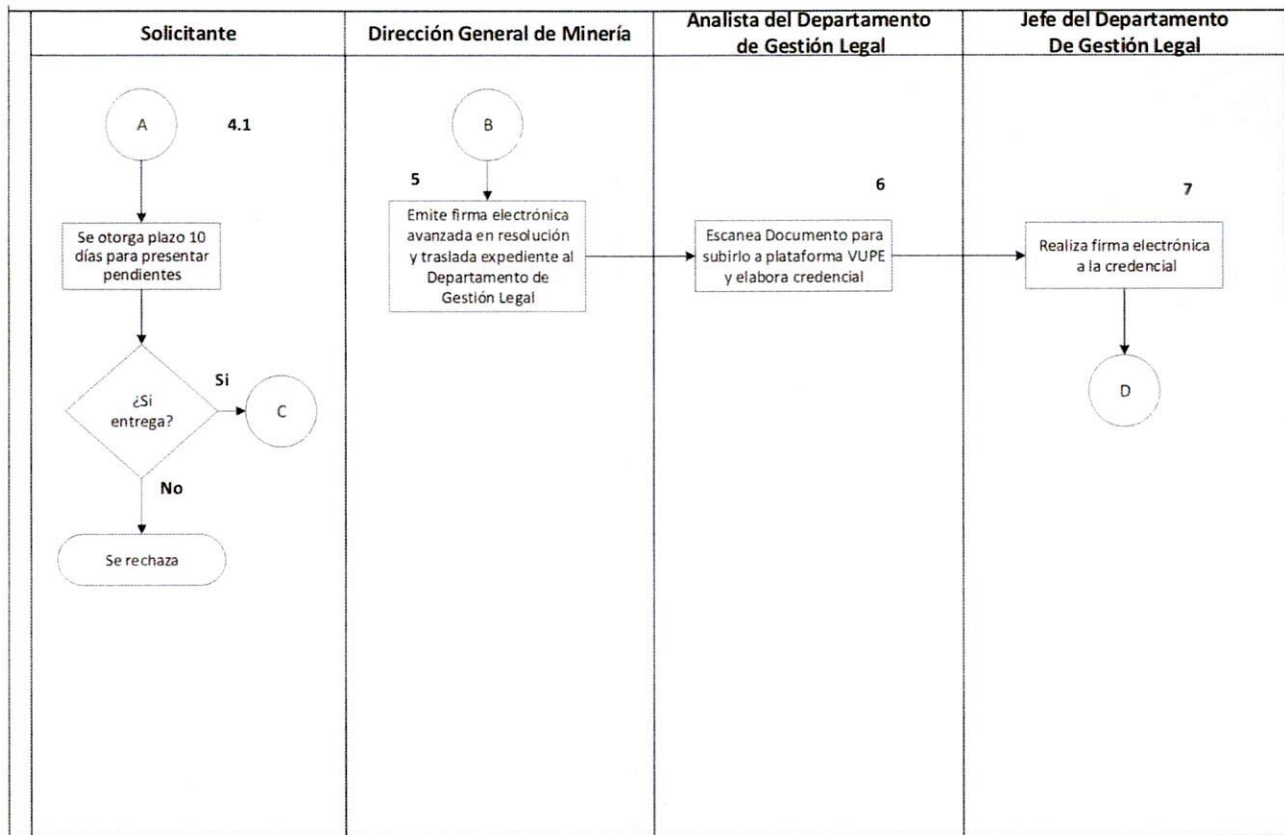 Solicitante
Dirección General de Minería
Analista del Departamento
de Gestión Legal
Jefe del Departamento
De Gestión Legal
A
4.1
Se otorga plazo 10
días para presentar
pendientes
¿Si
entrega?
Si
C
No
Se rechaza
B
5
Emite firma electrónica
avanzada en resolución
y traslada expediente al
Departamento de
Gestión Legal
6
Escanea Documento para
subirlo a plataforma VUPE
y elabora credencial
7
Realiza firma electrónica
a la credencial
D